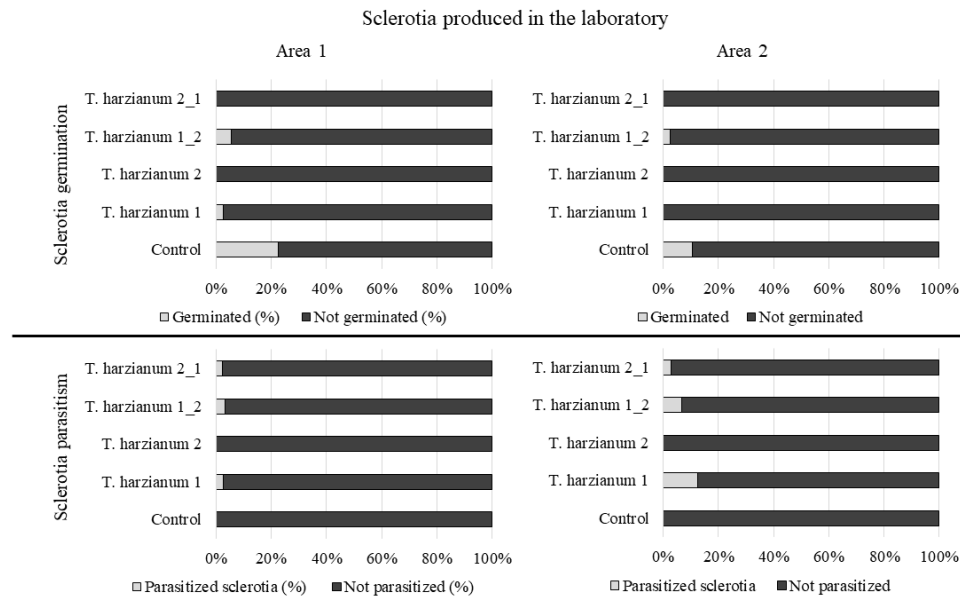 Sclerotia produced in the laboratory
Area 1
Area 2
Sclerotia germination
T. harzianum 2_1
T. harzianum 1_2
T. harzianum 2
T. harzianum 1
Control
0% 20% 40% 60% 80% 100%
Germinated (%) Not germinated (%)
T. harzianum 2_1
T. harzianum 1_2
T. harzianum 2
T. harzianum 1
Control
0% 20% 40% 60% 80% 100%
Germinated Not germinated
Sclerotia parasitism
T. harzianum 2_1
T. harzianum 1_2
T. harzianum 2
T. harzianum 1
Control
0% 20% 40% 60% 80% 100%
Parasitized sclerotia (%) Not parasitized (%)
T. harzianum 2_1
T. harzianum 1_2
T. harzianum 2
T. harzianum 1
Control
0% 20% 40% 60% 80% 100%
Parasitized sclerotia Not parasitized